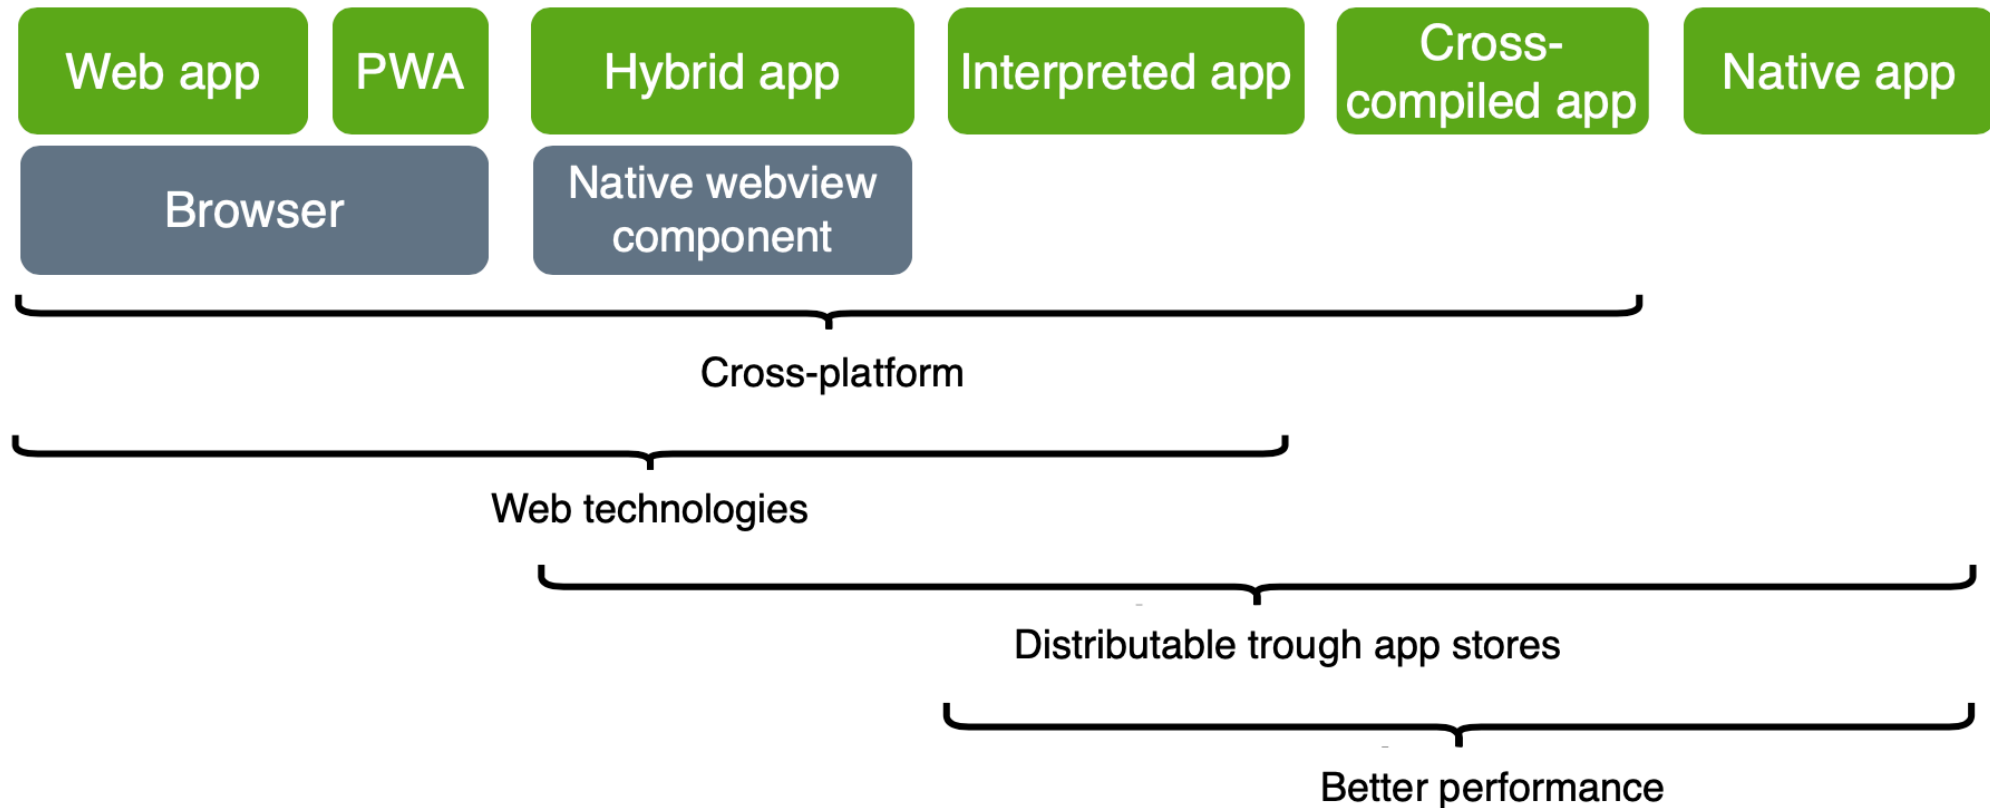 Web app
PWA
Hybrid app
Interpreted app
Cross-
compiled app
Native app
Browser
Native webview
component
Cross-platform
Web technologies
Distributable trough app stores
Better performance